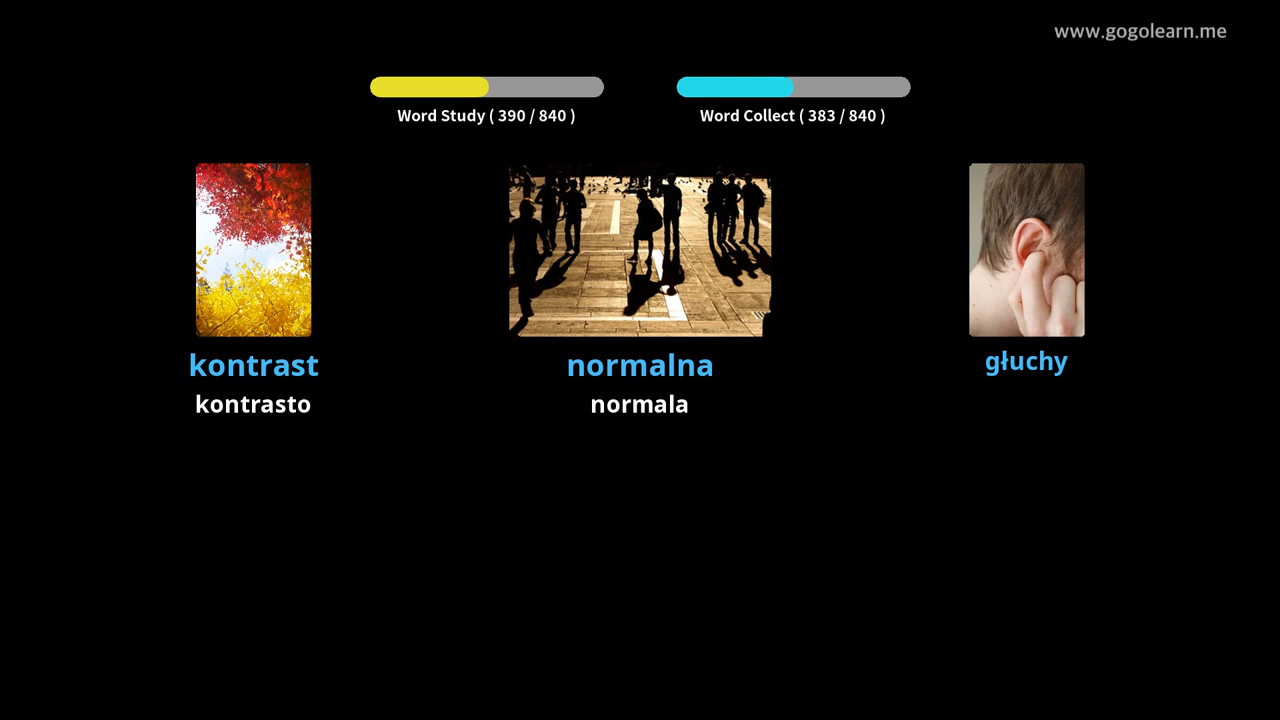 www.gogolearn.me
Word Study ( 390 / 840 )
Word Collect ( 383 / 840 )
kontrast
kontrasto
normalna
normala
głuchy